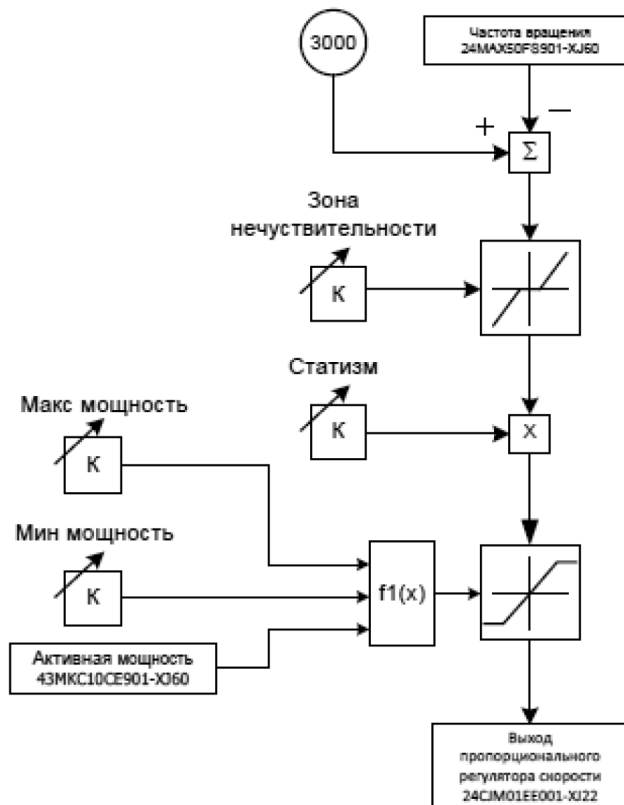 3000
Частота вращения
24MAX50FS901-XJ60
+
−
Σ
Зона
нечуствительности
K
Статизм
K
X
Макс мощность
K
Мин мощность
K
f1(x)
Активная мощность
43MKC10CE901-XJ60
Выход
пропорционального
регулятора скорости
24CJM01EE001-XJ22